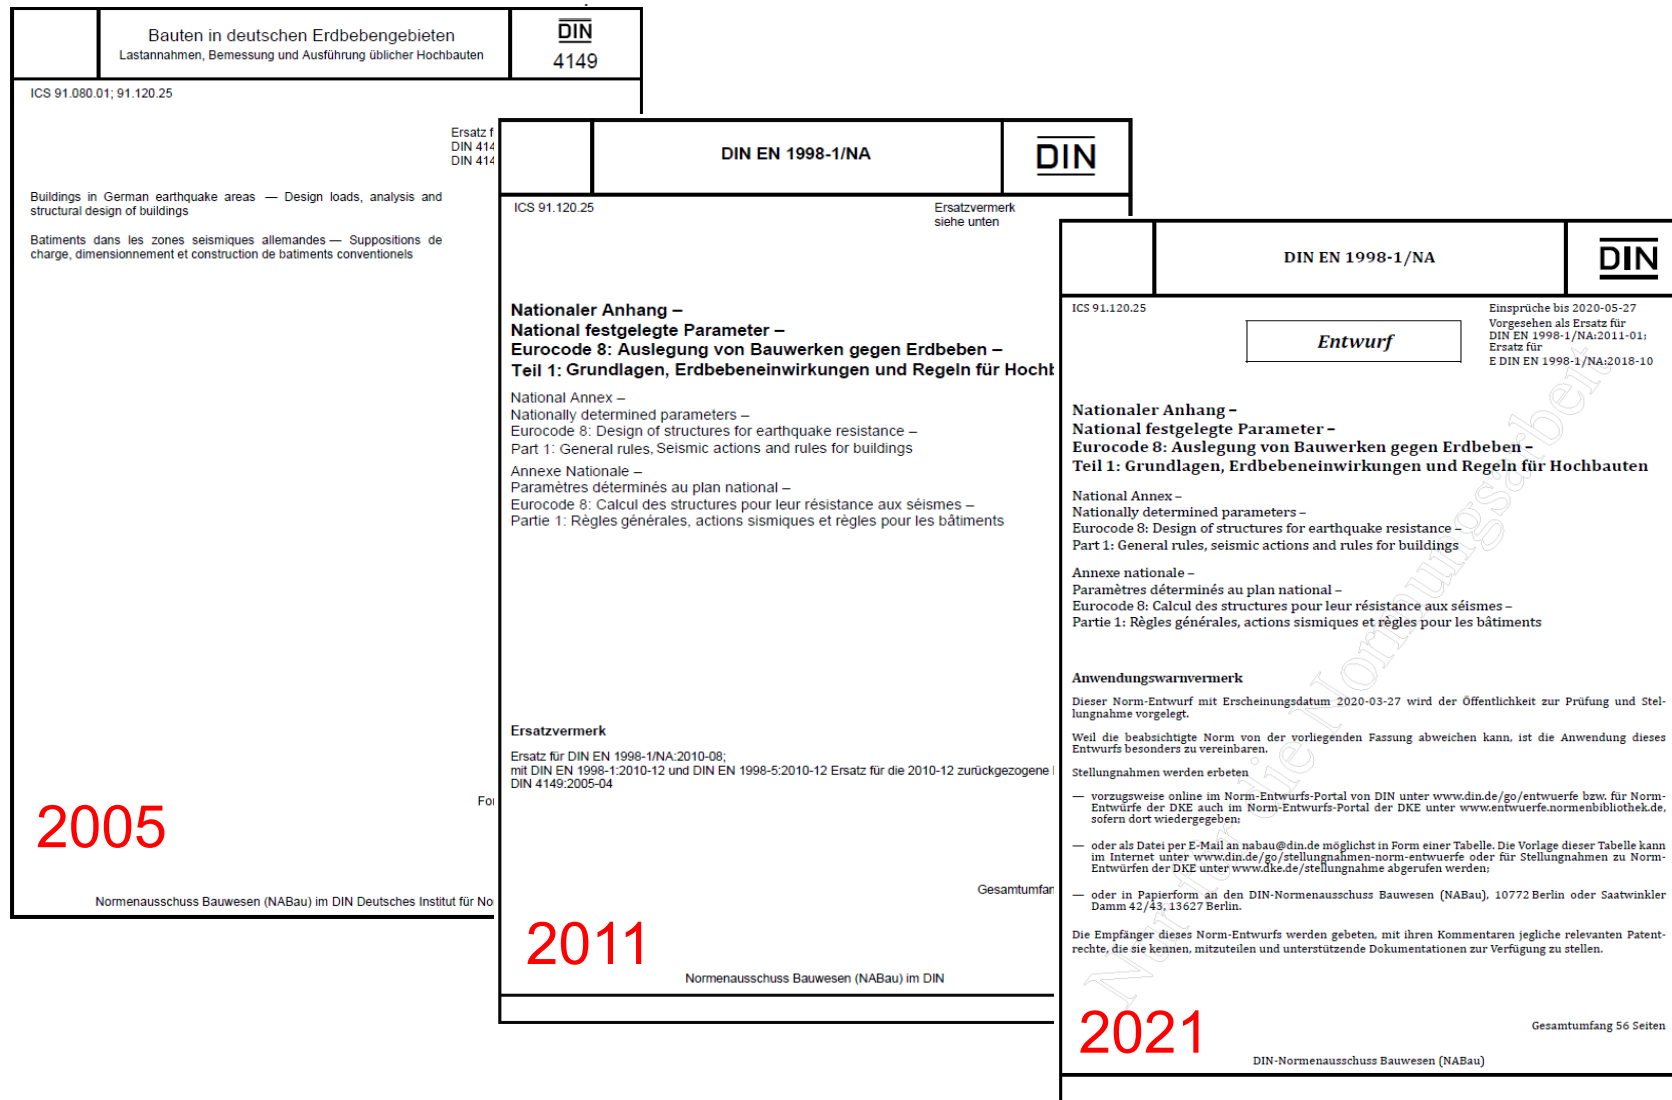 Bauten in deutschen Erdbebengebieten
Lastannahmen, Bemessung und Ausführung üblicher Hochbauten
DIN
4149
ICS 91.080.01; 91.120.25
Ersatz f
DIN 414
DIN 414
Buildings in German earthquake areas — Design loads, analysis and
structural design of buildings
Batiments dans les zones seismiques allemandes — Suppositions de
charge, dimensionnement et construction de batiments conventionels
2005
Normenausschuss Bauwesen (NABau) im DIN Deutsches Institut für No
DIN EN 1998-1/NA
DIN
ICS 91.120.25
Ersatzvermerk
siehe unten
Nationaler Anhang –
National festgelegte Parameter –
Eurocode 8: Auslegung von Bauwerken gegen Erdbeben –
Teil 1: Grundlagen, Erdbebeneinwirkungen und Regeln für Hochb
National Annex –
Nationally determined parameters –
Eurocode 8: Design of structures for earthquake resistance –
Part 1: General rules, Seismic actions and rules for buildings
Annexe Nationale –
Paramètres déterminés au plan national –
Eurocode 8: Calcul des structures pour leur résistance aux séismes –
Partie 1: Règles générales, actions sismiques et règles pour les bâtiments
Ersatzvermerk
Ersatz für DIN EN 1998-1/NA:2010-08;
mit DIN EN 1998-1:2010-12 und DIN EN 1998-5:2010-12 Ersatz für die 2010-12 zurückgezogene
DIN 4149:2005-04
Gesamtumfan
2011
Normenausschuss Bauwesen (NABau) im DIN
DIN EN 1998-1/NA
DIN
ICS 91.120.25
Einsprüche bis 2020-05-27
Vorgesehen als Ersatz für
DIN EN 1998-1/NA:2011-01;
Ersatz für
E DIN EN 1998-1/NA:2018-10
Entwurf
Nationaler Anhang –
National festgelegte Parameter –
Eurocode 8: Auslegung von Bauwerken gegen Erdbeben –
Teil 1: Grundlagen, Erdbebeneinwirkungen und Regeln für Hochbauten
National Annex –
Nationally determined parameters –
Eurocode 8: Design of structures for earthquake resistance –
Part 1: General rules, seismic actions and rules for buildings
Annexe nationale –
Paramètres déterminés au plan national –
Eurocode 8: Calcul des structures pour leur résistance aux séismes –
Partie 1: Règles générales, actions sismiques et règles pour les bâtiments
Anwendungswarnvermerk
Dieser Norm-Entwurf mit Erscheinungsdatum 2020-03-27 wird der Öffentlichkeit zur Prüfung und Stel-
lungnahme vorgelegt.
Weil die beabsichtigte Norm von der vorliegenden Fassung abweichen kann, ist die Anwendung dieses
Entwurfs besonders zu vereinbaren.
Stellungnahmen werden erbeten
— vorzugsweise online im Norm-Entwurfs-Portal von DIN unter www.din.de/go/entwuerfe bzw. für Norm-
Entwürfe der DKE auch im Norm-Entwurfs-Portal der DKE unter www.entwuerfe.normenbibliothek.de,
sofern dort wiedergegeben;
— oder als Datei per E-Mail an nabau@din.de möglichst in Form einer Tabelle. Die Vorlage dieser Tabelle kann
im Internet unter www.din.de/go/stellungnahmen-norm-entwuerfe oder für Stellungnahmen zu Norm-
Entwürfen der DKE unter www.dke.de/stellungnahme abgerufen werden;
— oder in Papierform an den DIN-Normenausschuss Bauwesen (NABau), 10772 Berlin oder Saatwinkler
Damm 42/43, 13627 Berlin.
Die Empfänger dieses Norm-Entwurfs werden gebeten, mit ihren Kommentaren jegliche relevanten Patent-
rechte, die sie kennen, mitzuteilen und unterstützende Dokumentationen zur Verfügung zu stellen.
Nur für die Normungsarbeit
2021
Gesamtumfang 56 Seiten
DIN-Normenausschuss Bauwesen (NABau)